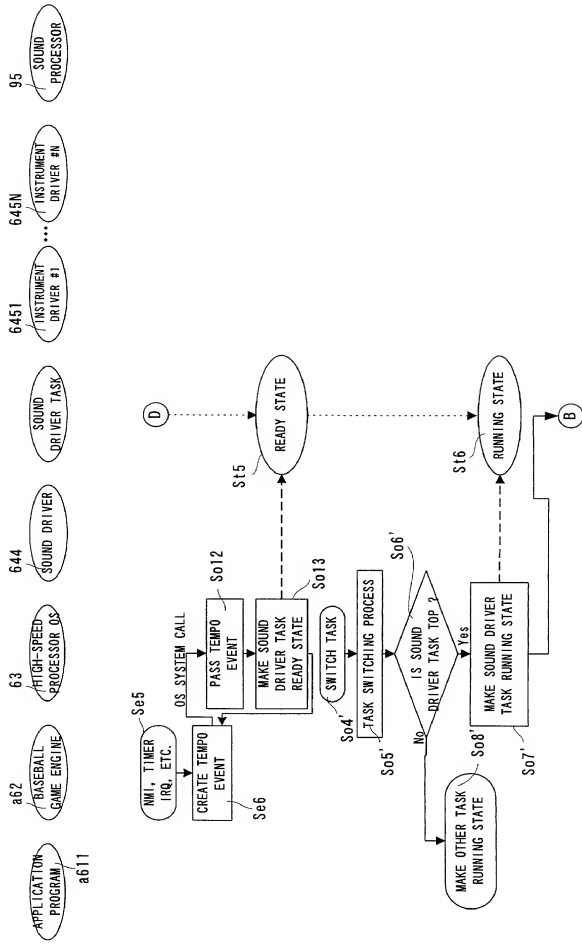 a611
APPLICATION
PROGRAM
a62
BASEBALL
GAME ENGINE
63
HIGH-SPEED
PROCESSOR OS
644
SOUND DRIVER
SOUND
DRIVER TASK
6451
INSTRUMENT
DRIVER #1
645N
INSTRUMENT
DRIVER #N
95
SOUND
PROCESSOR
Se5
NMI, TIMER
IRQ, ETC.
CREATE TEMPO
EVENT
Se6
OS SYSTEM CALL
So12
PASS TEMPO
EVENT
So13
MAKE SOUND
DRIVER TASK
READY STATE
D
St5
READY STATE
SWITCH TASK
So4'
TASK SWITCHING PROCESS
So5'
So6'
IS SOUND
DRIVER TASK TOP ?
No
Yes
So8'
MAKE OTHER TASK
RUNNING STATE
MAKE SOUND DRIVER
TASK RUNNING STATE
So7'
St6
RUNNING STATE
B